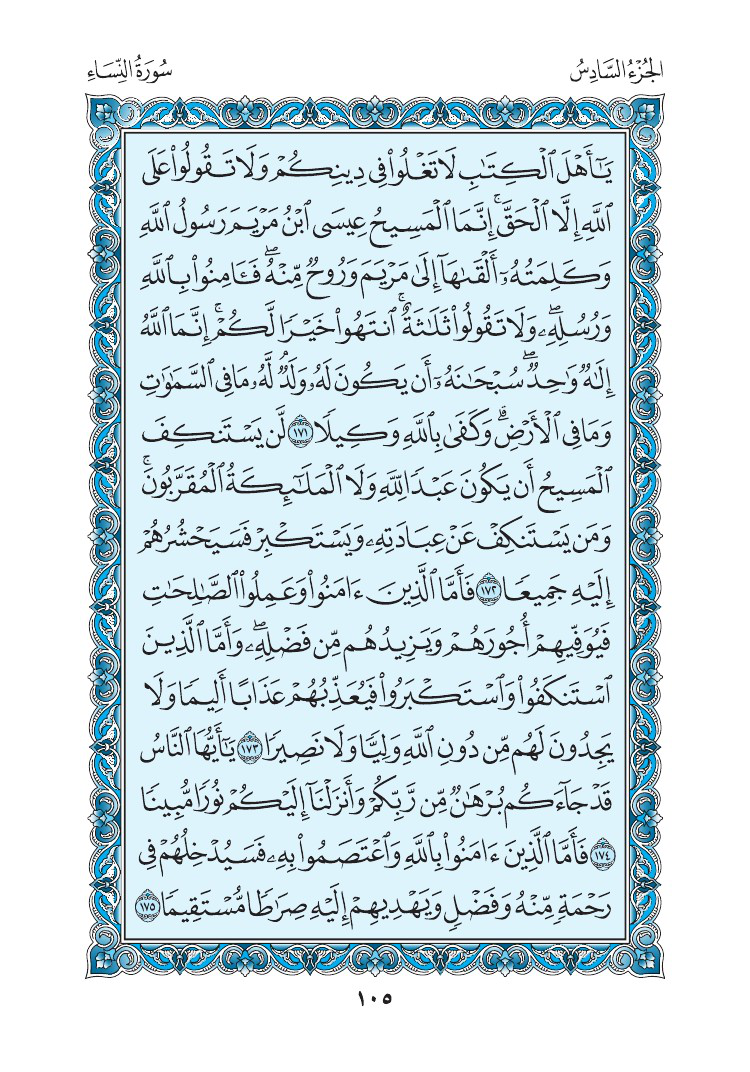 الجُزْءُ السَّادِسُ
سُورَةُ النِّسَاءِ
يَٰٓأَهۡلَ ٱلۡكِتَٰبِ لَا تَغۡلُواْ فِي دِينِكُمۡ وَلَا تَقُولُواْ عَلَى
ٱللَّهِ إِلَّا ٱلۡحَقَّۚ إِنَّمَا ٱلۡمَسِيحُ عِيسَى ٱبۡنُ مَرۡيَمَ رَسُولُ ٱللَّهِ
وَكَلِمَتُهُۥٓ أَلۡقَىٰهَآ إِلَىٰ مَرۡيَمَ وَرُوحٞ مِّنۡهُۖ فَـَٔامِنُواْ بِٱللَّهِ
وَرُسُلِهِۦۖ وَلَا تَقُولُواْ ثَلَٰثَةٌۚ ٱنتَهُواْ خَيۡرٗا لَّكُمۡۚ إِنَّمَا ٱللَّهُ
إِلَٰهٞ وَٰحِدٞۖ سُبۡحَٰنَهُۥٓ أَن يَكُونَ لَهُۥ وَلَدٞۘ لَّهُۥ مَا فِي ٱلسَّمَٰوَٰتِ
وَمَا فِي ٱلۡأَرۡضِۗ وَكَفَىٰ بِٱللَّهِ وَكِيلٗا ١٧١ لَّن يَسۡتَنكِفَ
ٱلۡمَسِيحُ أَن يَكُونَ عَبۡدٗا لِّلَّهِ وَلَا ٱلۡمَلَٰٓئِكَةُ ٱلۡمُقَرَّبُونَۚ
وَمَن يَسۡتَنكِفۡ عَنۡ عِبَادَتِهِۦ وَيَسۡتَكۡبِرۡ فَسَيَحۡشُرُهُمۡ
إِلَيۡهِ جَمِيعٗا ١٧٢ فَأَمَّا ٱلَّذِينَ ءَامَنُواْ وَعَمِلُواْ ٱلصَّٰلِحَٰتِ
فَيُوَفِّيهِمۡ أُجُورَهُمۡ وَيَزِيدُهُم مِّن فَضۡلِهِۦۖ وَأَمَّا ٱلَّذِينَ
ٱسۡتَنكَفُواْ وَٱسۡتَكۡبَرُواْ فَيُعَذِّبُهُمۡ عَذَابًا أَلِيمٗا وَلَا
يَجِدُونَ لَهُم مِّن دُونِ ٱللَّهِ وَلِيّٗا وَلَا نَصِيرٗا ١٧٣ يَٰٓأَيُّهَا ٱلنَّاسُ
قَدۡ جَآءَكُم بُرۡهَٰنٞ مِّن رَّبِّكُمۡ وَأَنزَلۡنَآ إِلَيۡكُمۡ نُورٗا مُّبِينٗا
١٧٤ فَأَمَّا ٱلَّذِينَ ءَامَنُواْ بِٱللَّهِ وَٱعۡتَصَمُواْ بِهِۦ فَسَيُدۡخِلُهُمۡ فِي
رَحۡمَةٖ مِّنۡهُ وَفَضۡلٖ وَيَهۡدِيهِمۡ إِلَيۡهِ صِرَٰطٗا مُّسۡتَقِيمٗا ١٧٥
١٠٥